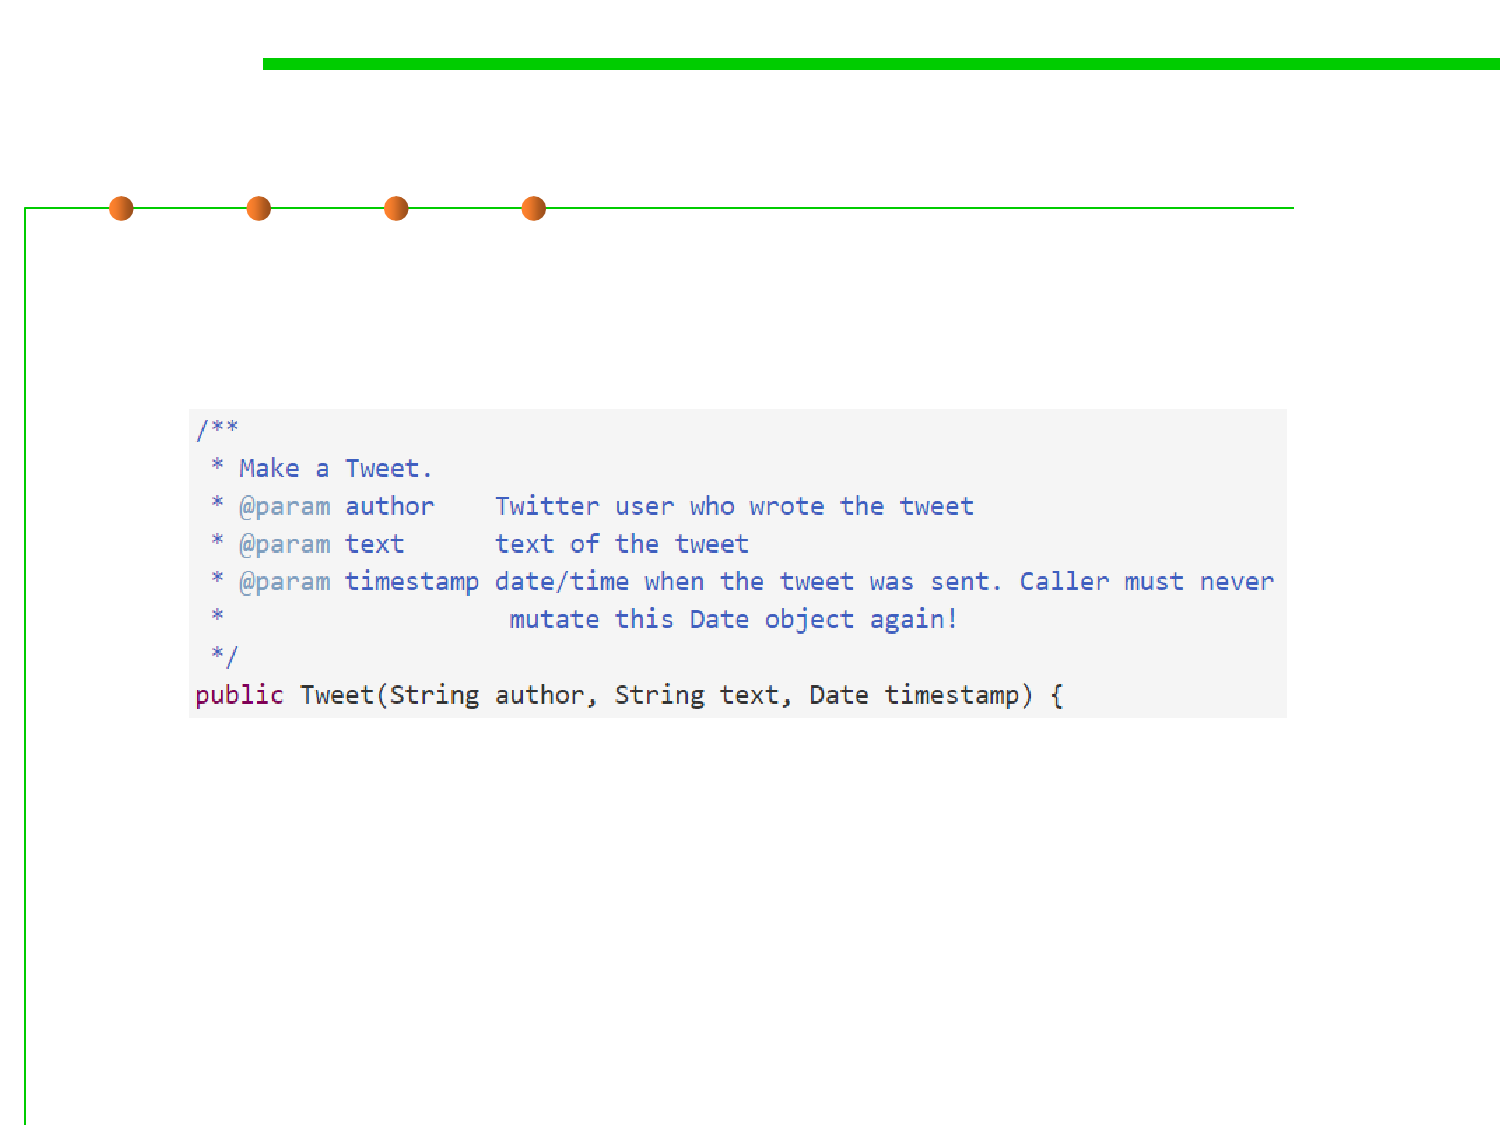 /**
 * Make a Tweet.
 * @param author    Twitter user who wrote the tweet
 * @param text      text of the tweet
 * @param timestamp date/time when the tweet was sent. Caller must never
 *                   mutate this Date object again!
 */
public Tweet(String author, String text, Date timestamp) {